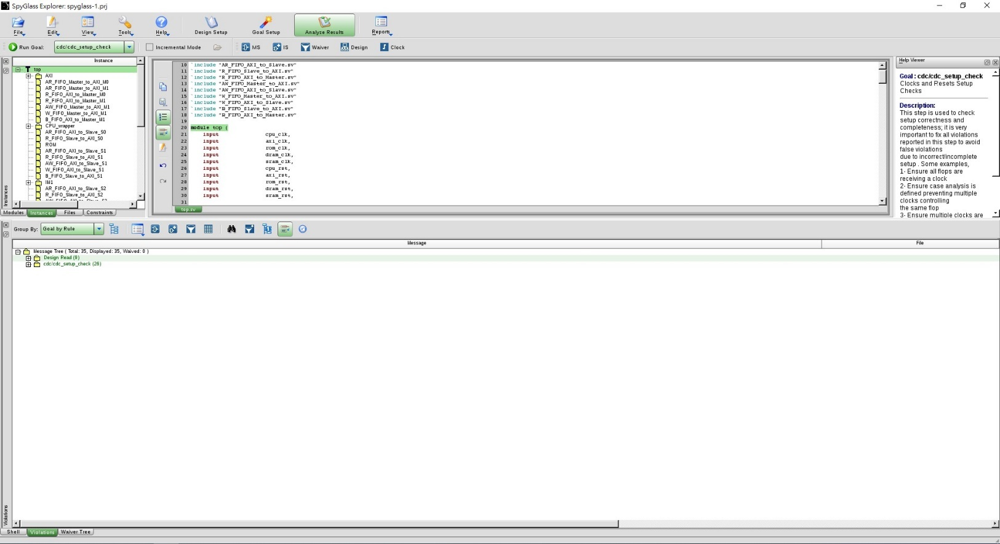 SpyGlass Explorer: spyglass-1.prj
File Edit View Tools Help Design Setup Goal Setup Analyze Results Reports
Run Goal: cdc/cdc_setup_check Incremental Mode MS IS Waiver Design Clock
Instance
top
AXI
AR_FIFO_Master_to_AXI_M0
AR_FIFO_Master_to_AXI_M1
R_FIFO_AXI_to_Master_M0
R_FIFO_AXI_to_Master_M1
AW_FIFO_Master_to_AXI_M1
W_FIFO_Master_to_AXI_M1
B_FIFO_AXI_to_Master_M1
CPU_wrapper
AR_FIFO_AXI_to_Slave_S0
R_FIFO_AXI_to_Slave_S0
ROM
AR_FIFO_AXI_to_Slave_S1
R_FIFO_AXI_to_Slave_S1
AW_FIFO_AXI_to_Slave_S1
W_FIFO_AXI_to_Slave_S1
B_FIFO_AXI_to_Slave_S1
IM1
AR_FIFO_AXI_to_Slave_S2
R_FIFO_AXI_to_Slave_S2
Instances
Modules Instances Files Constraints
10 `include "AR_FIFO_AXI_to_Slave.sv"
11 `include "R_FIFO_Slave_to_AXI.sv"
12 `include "R_FIFO_AXI_to_Master.sv"
13 `include "AW_FIFO_Master_to_AXI.sv"
14 `include "AW_FIFO_AXI_to_Slave.sv"
15 `include "W_FIFO_Master_to_AXI.sv"
16 `include "W_FIFO_AXI_to_Slave.sv"
17 `include "B_FIFO_Slave_to_AXI.sv"
18 `include "B_FIFO_AXI_to_Master.sv"
19
20 module top (
21 input cpu_clk,
22 input axi_clk,
23 input rom_clk,
24 input dram_clk,
25 input sram_clk,
26 input cpu_rst,
27 input axi_rst,
28 input rom_rst,
29 input dram_rst,
30 input sram_rst,
31
top.sv
Help Viewer
Goal : cdc/cdc_setup_check
Clocks and Resets Setup
Checks
Description:
This step is used to check
setup correctness and
completeness; it is very
important to fix all violations
reported in this step to avoid
false violations
due to incorrect/incomplete
setup . Some examples,
1- Ensure all flops are
receiving a clock
2- Ensure case analysis is
defined preventing multiple
clocks controlling
the same flop
3- Ensure multiple clocks are
Group By: Goal by Rule
Message File
Message Tree ( Total: 35, Displayed: 35, Waived: 0 )
Design Read (9)
cdc/cdc_setup_check (26)
Violations
Shell Violations Waiver Tree